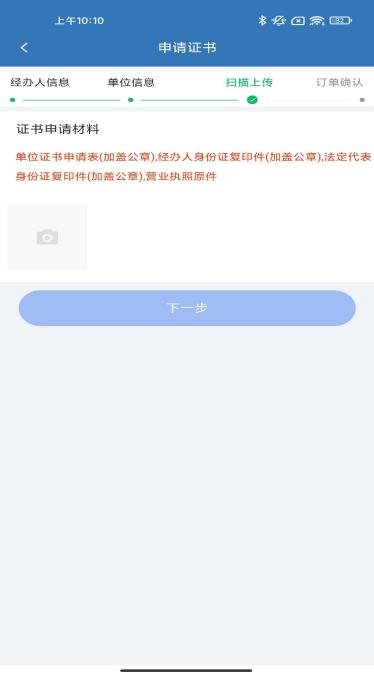 上午10:10
申请证书
经办人信息 单位信息 扫描上传 订单确认
证书申请材料
单位证书申请表(加盖公章),经办人身份证复印件(加盖公章),法定代表
身份证复印件(加盖公章),营业执照原件
下一步